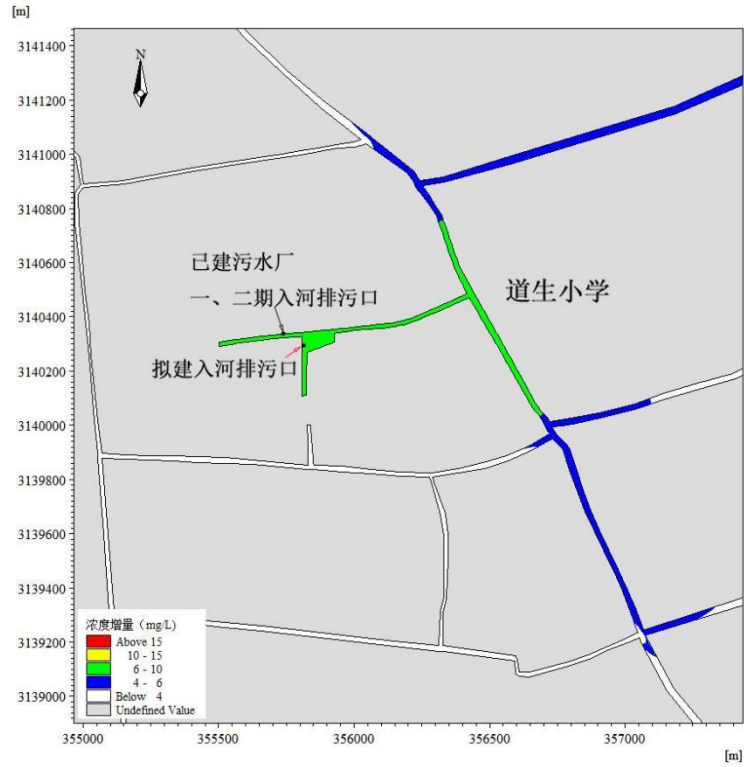 [m]
3141400
3141200
3141000
3140800
3140600
3140400
3140200
3140000
3139800
3139600
3139400
3139200
3139000
N
已建污水厂
一、二期入河排污口
拟建入河排污口
道生小学
浓度增量（mg/L）
Above 15
10 - 15
6 - 10
4 - 6
Below 4
Undefined Value
355000 355500 356000 356500 357000
[m]